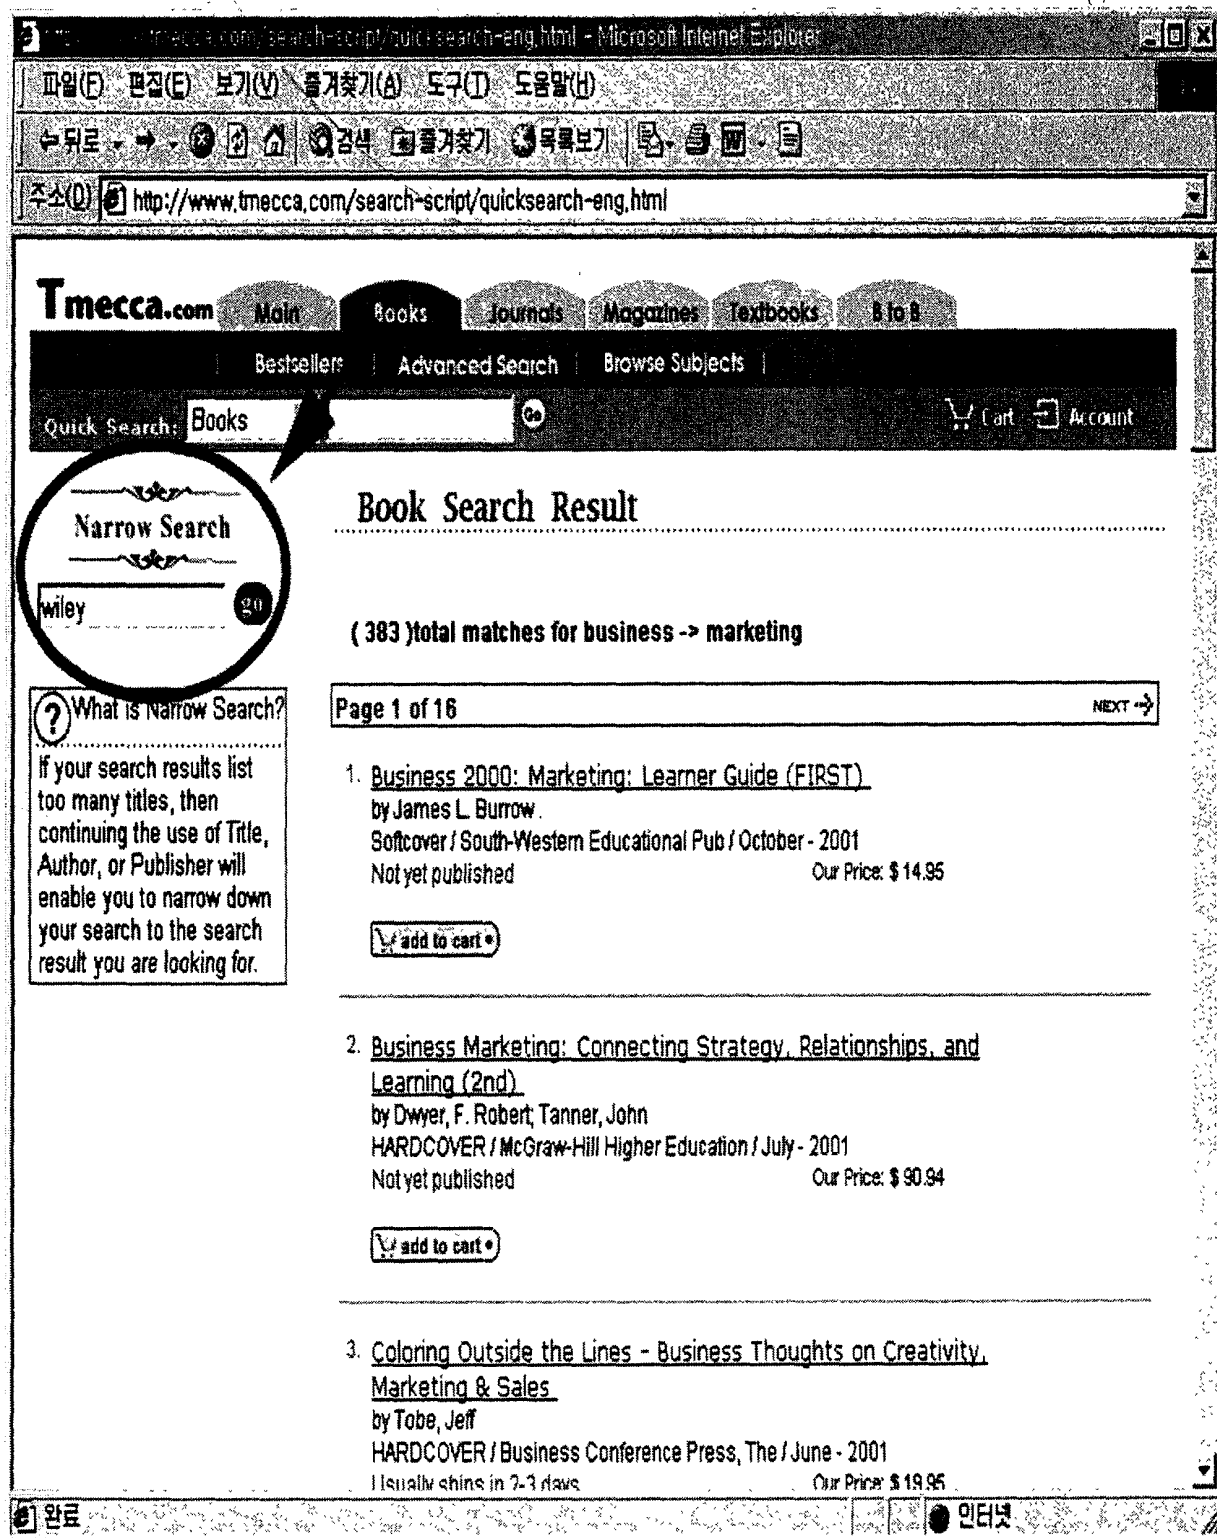 tmecca.com/search-script/quicksearch-eng.html - Microsoft Internet Explorer
파일(F) 편집(E) 보기(V) 즐겨찾기(A) 도구(T) 도움말(H)
뒤로 검색 즐겨찾기 목록보기
주소(D) http://www.tmecca.com/search-script/quicksearch-eng.html
Tmecca.com Main Books Journals Magazines Textbooks B to B
Bestsellers | Advanced Search | Browse Subjects |
Quick Search: Books Go Cart Account
Narrow Search
wiley go
? What is Narrow Search?
If your search results list
too many titles, then
continuing the use of Title,
Author, or Publisher will
enable you to narrow down
your search to the search
result you are looking for.
Book Search Result
( 383 )total matches for business -> marketing
Page 1 of 16 NEXT
1. Business 2000: Marketing: Learner Guide (FIRST)
by James L. Burrow.
Softcover / South-Western Educational Pub / October - 2001
Not yet published Our Price: $ 14.95
add to cart
2. Business Marketing: Connecting Strategy, Relationships, and
Learning (2nd)
by Dwyer, F. Robert; Tanner, John
HARDCOVER / McGraw-Hill Higher Education / July - 2001
Not yet published Our Price: $ 90.94
add to cart
3. Coloring Outside the Lines - Business Thoughts on Creativity,
Marketing & Sales
by Tobe, Jeff
HARDCOVER / Business Conference Press, The / June - 2001
Usually ships in 2-3 days Our Price: $ 19.95
완료 인터넷